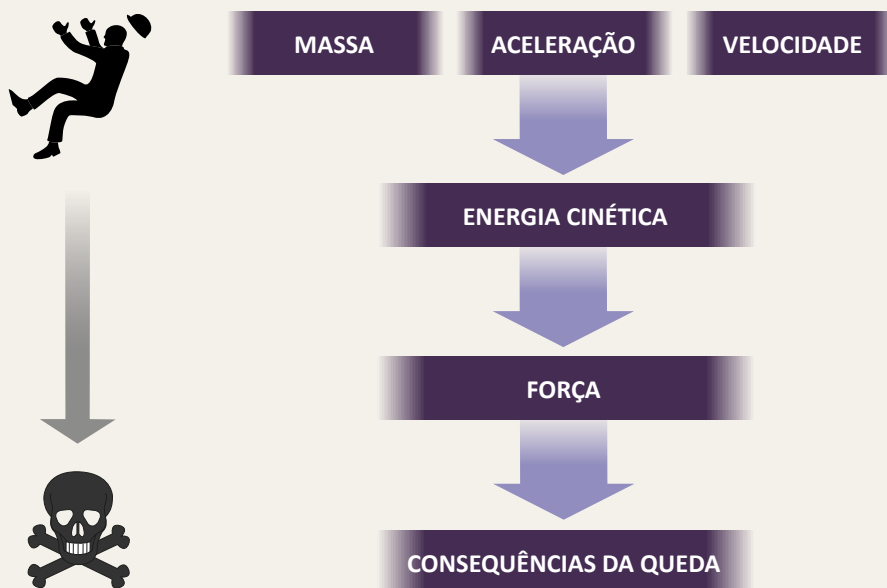 MASSA
ACELERAÇÃO
VELOCIDADE
ENERGIA CINÉTICA
FORÇA
CONSEQUÊNCIAS DA QUEDA